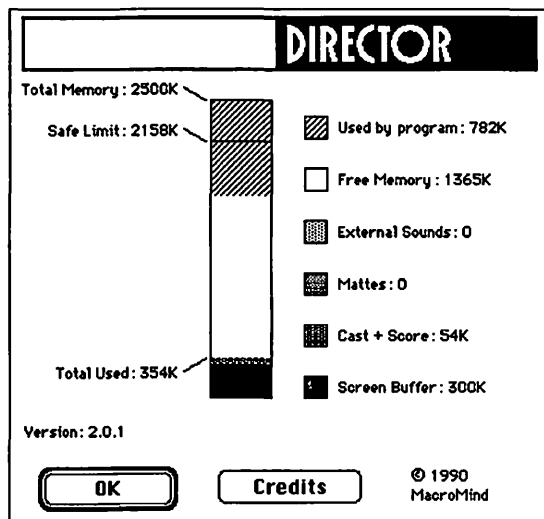 DIRECTOR
Total Memory : 2500K
Safe Limit : 2158K
Used by program : 782K
Free Memory : 1365K
External Sounds : 0
Mattes : 0
Cast + Score : 54K
Total Used : 354K
Screen Buffer : 300K
Version: 2.0.1
OK
Credits
© 1990
MacroMind